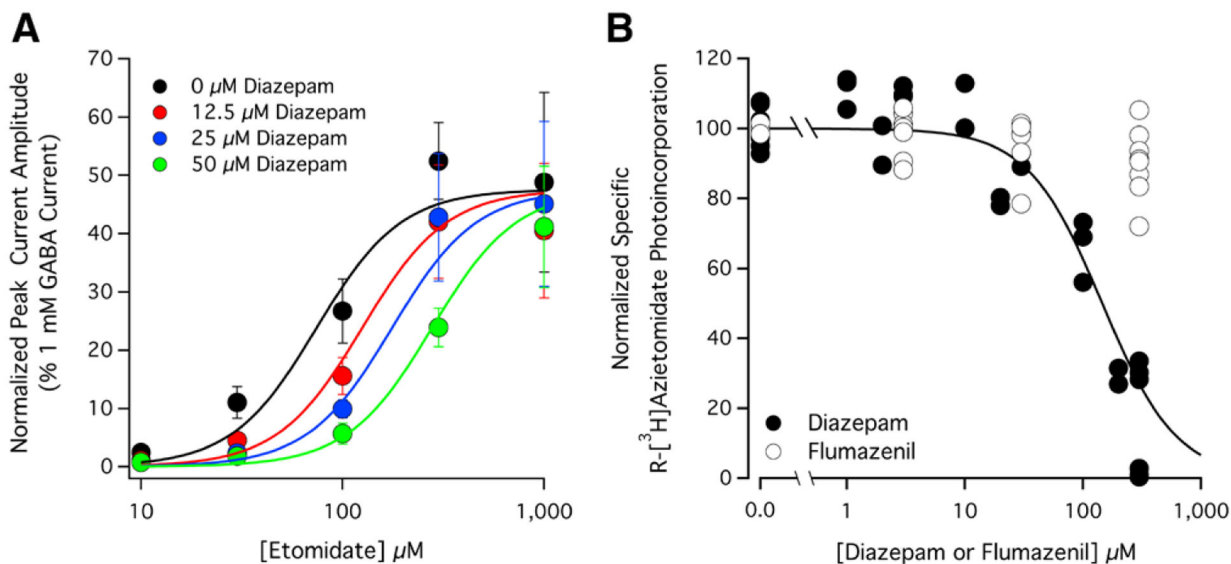 A
Normalized Peak Current Amplitude
(% 1 mM GABA Current)
70
60
50
40
30
20
10
0
0 µM Diazepam
12.5 µM Diazepam
25 µM Diazepam
50 µM Diazepam
10
100
1,000
[Etomidate] µM
B
Normalized Specific
R-[³H]Azietomidate Photoincorporation
120
100
80
60
40
20
0
Diazepam
Flumazenil
0.0
1
10
100
1,000
[Diazepam or Flumazenil] µM